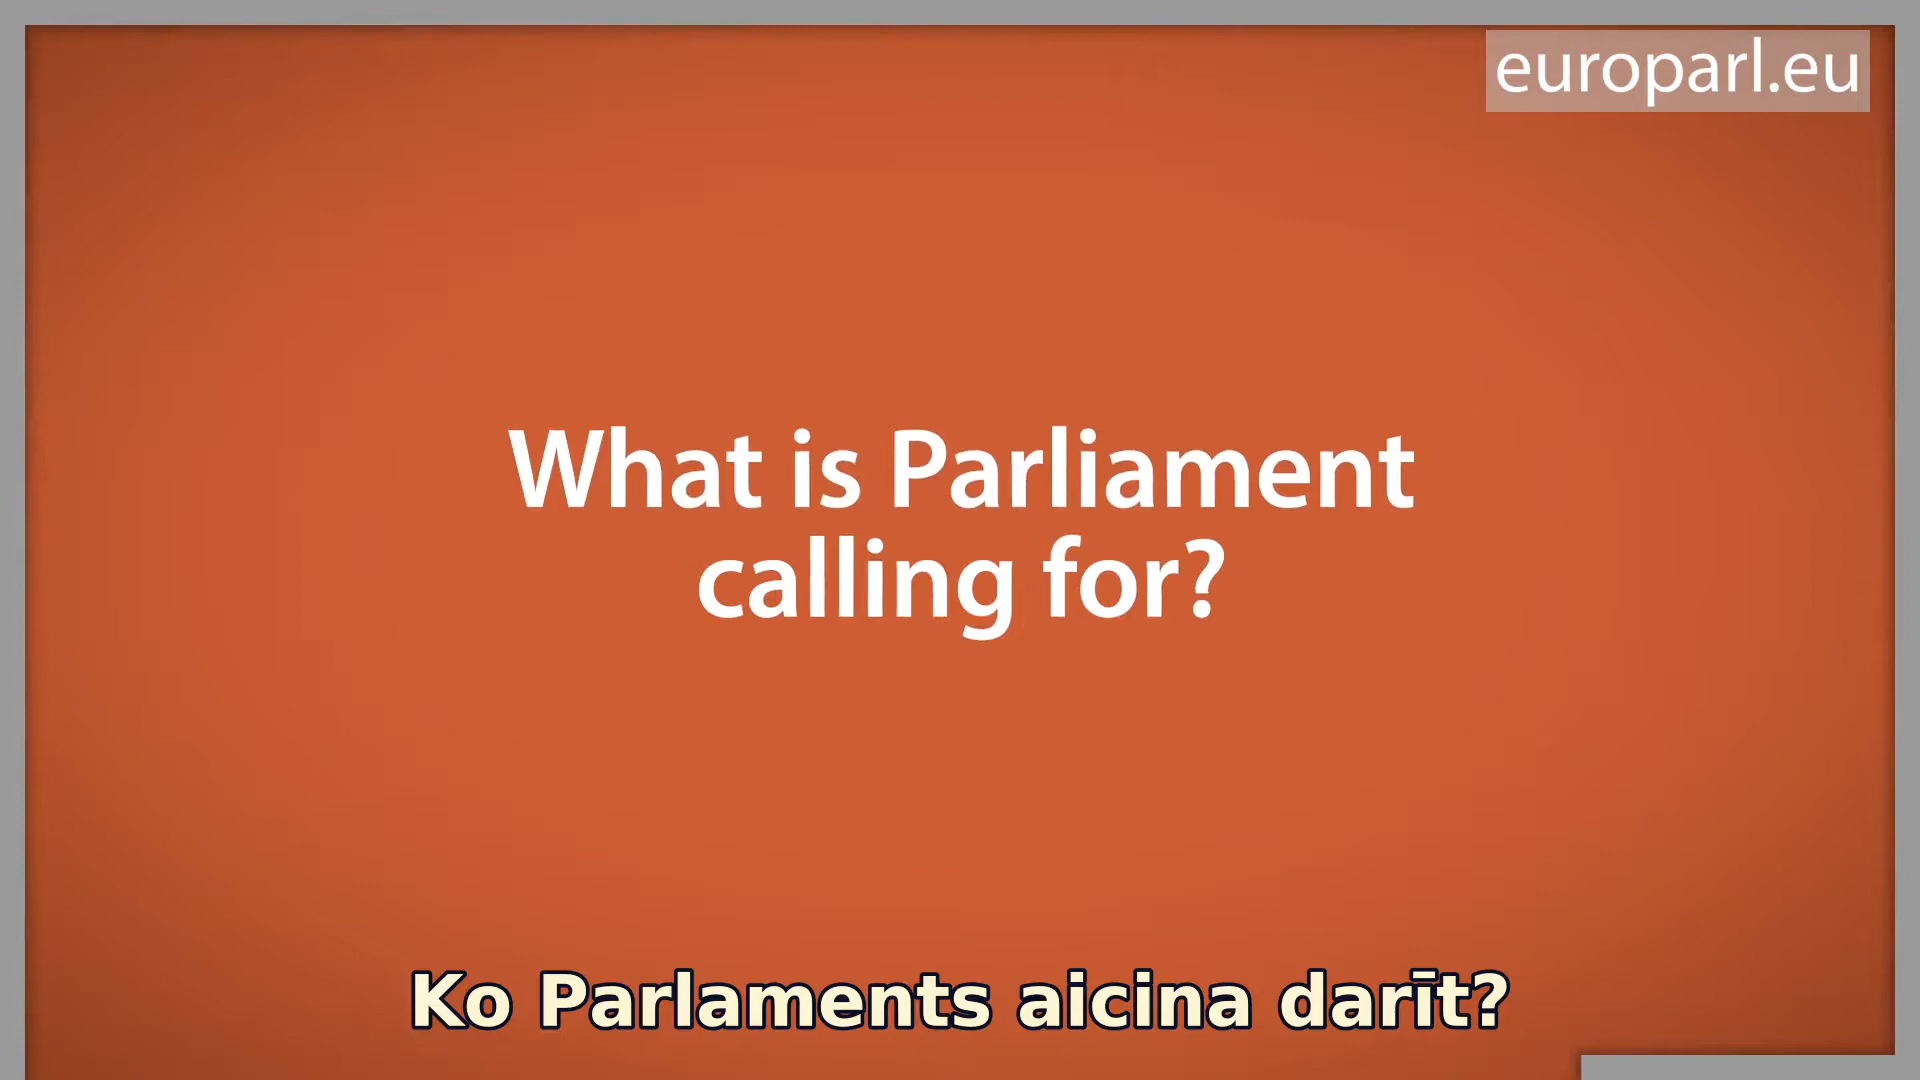 europarl.eu
What is Parliament
calling for?
Ko Parlaments aicina darīt?